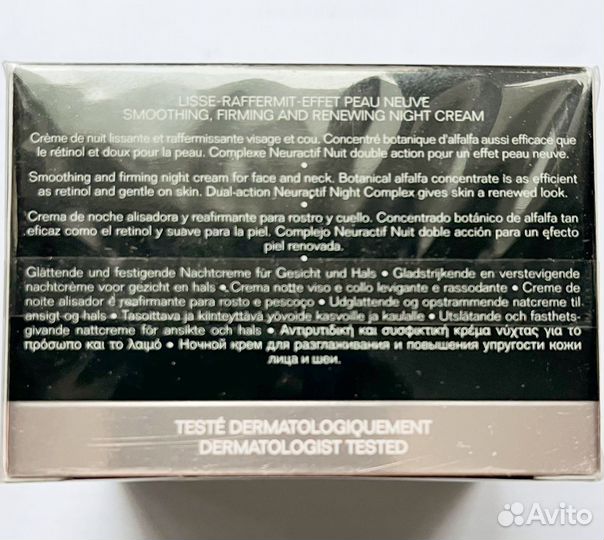 LISSE-RAFFERMIT-EFFET PEAU NEUVE
SMOOTHING, FIRMING AND RENEWING NIGHT CREAM
Crème de nuit lissante et raffermissante visage et cou. Concentré botanique d'alfalfa aussi efficace que
le rétinol et doux pour la peau. Complexe Neuractif Nuit double action pour un effet peau neuve.
•
Smoothing and firming night cream for face and neck. Botanical alfalfa concentrate is as efficient
as retinol and gentle on skin. Dual-action Neuractif Night Complex gives skin a renewed look.
•
Crema de noche alisadora y reafirmante para rostro y cuello. Concentrado botánico de alfalfa tan
eficaz como el retinol y suave para la piel. Complejo Neuractif Nuit doble acción para un efecto
piel renovada.
•
Glättende und festigende Nachtcreme für Gesicht und Hals • Gladstrijkende en verstevigende
nachtcrème voor gezicht en hals • Crema notte viso e collo levigante e rassodante • Creme de
noite alisador e reafirmante para rosto e pescoço • Udglattende og opstrammende natcreme til
ansigt og hals • Tasoittava ja kiinteyttävä yövoide kasvoille ja kaulalle • Utslätande och fasthets-
givande nattcreme för ansikte och hals • Αντιρυτιδική και συσφικτική κρέμα νύχτας για το
πρόσωπο και το λαιμό • Ночной крем для разглаживания и повышения упругости кожи
лица и шеи.
TESTÉ DERMATOLOGIQUEMENT
DERMATOLOGIST TESTED
Avito